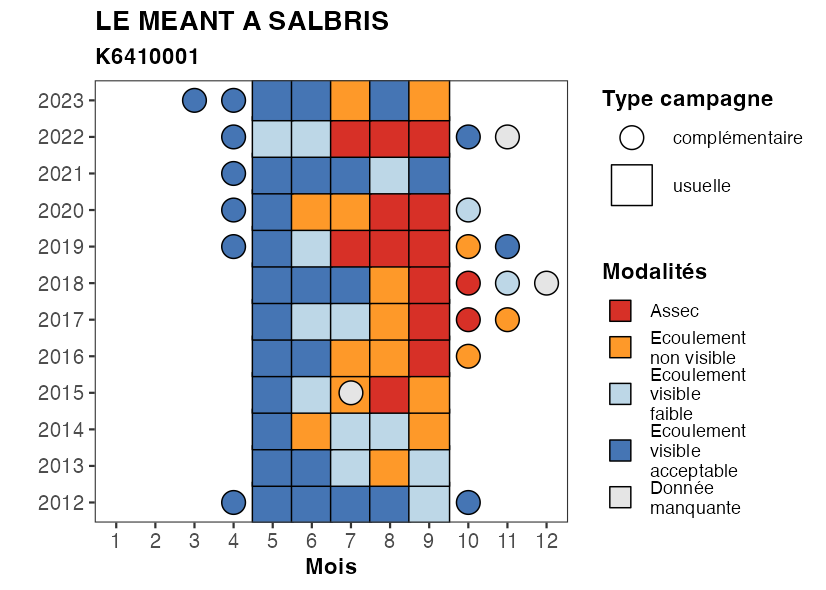 LE MEANT A SALBRIS
K6410001
2023
2022
2021
2020
2019
2018
2017
2016
2015
2014
2013
2012
1 2 3 4 5 6 7 8 9 10 11 12
Mois
Type campagne
complémentaire
usuelle
Modalités
Assec
Ecoulement
non visible
Ecoulement
visible
faible
Ecoulement
visible
acceptable
Donnée
manquante